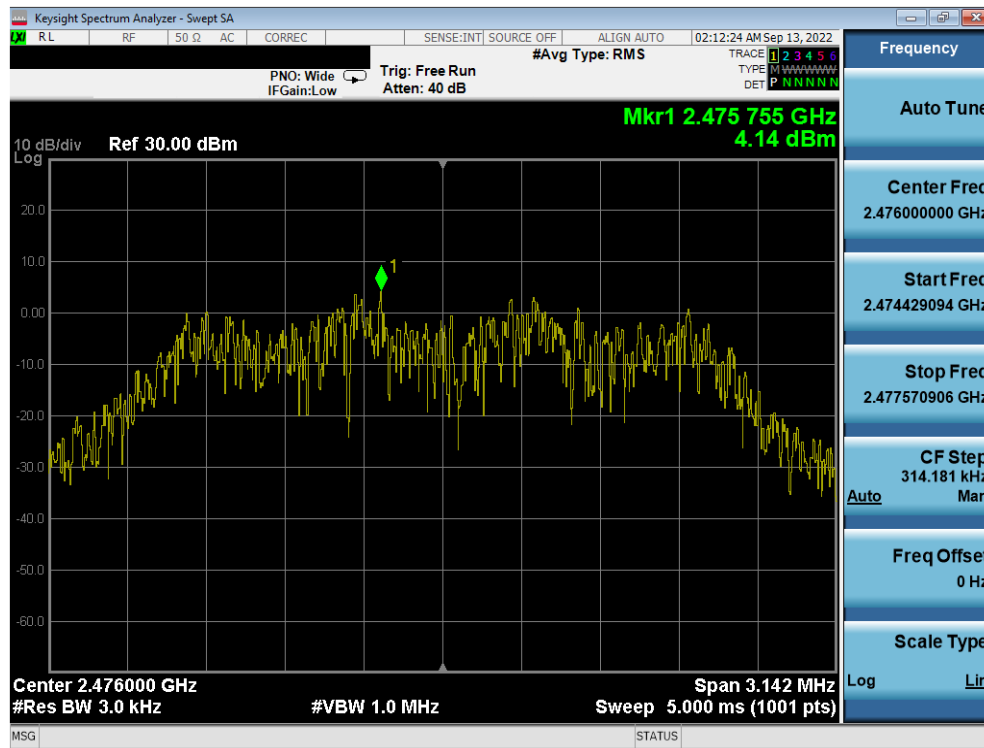 Keysight Spectrum Analyzer - Swept SA
LXI RL RF 50 Ω AC CORREC SENSE:INT SOURCE OFF ALIGN AUTO 02:12:24 AM Sep 13, 2022
#Avg Type: RMS
TRACE 1 2 3 4 5 6
PNO: Wide Trig: Free Run TYPE M WWWWW
IFGain:Low Atten: 40 dB DET P N N N N N
Mkr1 2.475 755 GHz
4.14 dBm
10 dB/div Ref 30.00 dBm
Log
20.0
10.0
1
0.00
-10.0
-20.0
-30.0
-40.0
-50.0
-60.0
Center 2.476000 GHz Span 3.142 MHz
#Res BW 3.0 kHz #VBW 1.0 MHz Sweep 5.000 ms (1001 pts)
MSG STATUS
Frequency
Auto Tune
Center Freq
2.476000000 GHz
Start Freq
2.474429094 GHz
Stop Freq
2.477570906 GHz
CF Step
314.181 kHz
Auto Man
Freq Offset
0 Hz
Scale Type
Log Lin